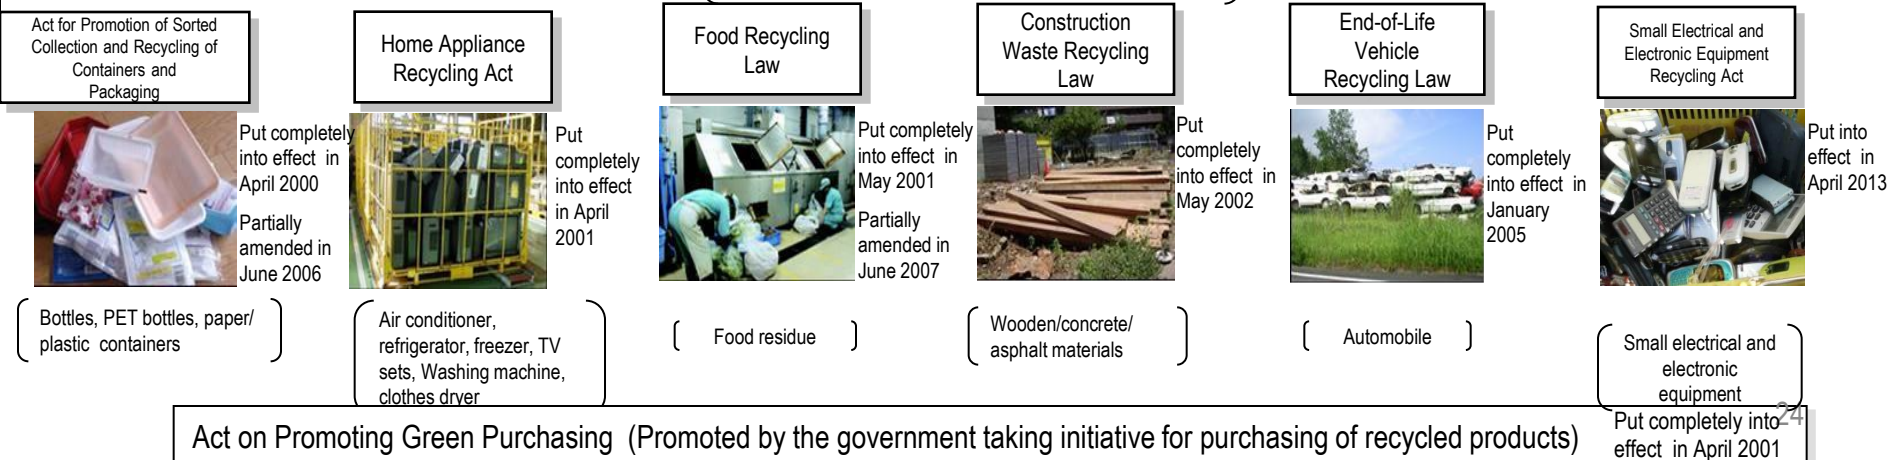 Act for Promotion of Sorted
Collection and Recycling of
Containers and
Packaging
Put completely
into effect in
April 2000
Partially
amended in
June 2006
Bottles, PET bottles, paper/
plastic containers
Home Appliance
Recycling Act
Put
completely
into effect
in April
2001
Air conditioner,
refrigerator, freezer, TV
sets, Washing machine,
clothes dryer
Food Recycling
Law
Put completely
into effect in
May 2001
Partially
amended in
June 2007
Food residue
Construction
Waste Recycling
Law
Put
completely
into effect in
May 2002
Wooden/concrete/
asphalt materials
End-of-Life
Vehicle
Recycling Law
Put
completely
into effect in
January
2005
Automobile
Small Electrical and
Electronic Equipment
Recycling Act
Put into
effect in
April 2013
Small electrical and
electronic
equipment
Act on Promoting Green Purchasing (Promoted by the government taking initiative for purchasing of recycled products)
Put completely into
effect in April 2001
24